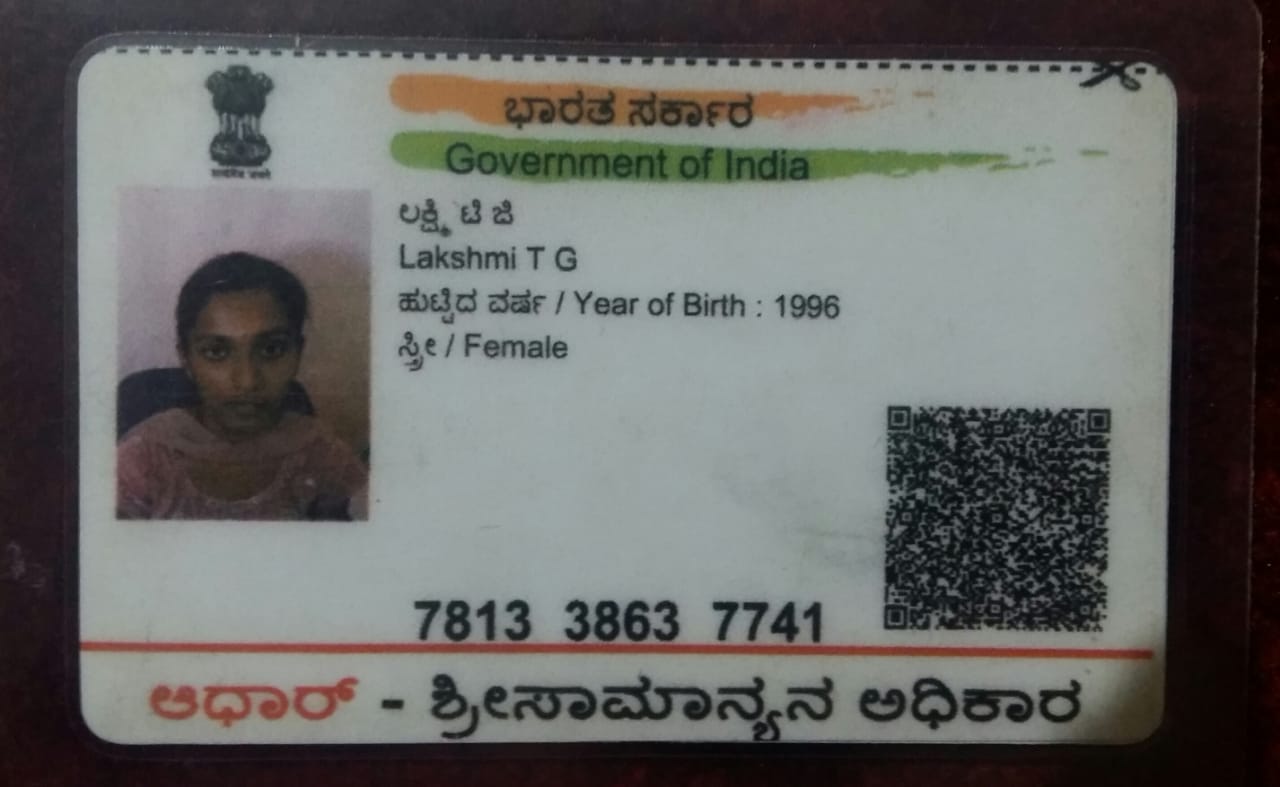 ಭಾರತ ಸರ್ಕಾರ
Government of India
ಲಕ್ಷ್ಮಿ ಟಿ ಜಿ
Lakshmi T G
ಹುಟ್ಟಿದ ವರ್ಷ / Year of Birth : 1996
ಸ್ತ್ರೀ / Female
7813 3863 7741
ಆಧಾರ್ - ಶ್ರೀಸಾಮಾನ್ಯನ ಅಧಿಕಾರ